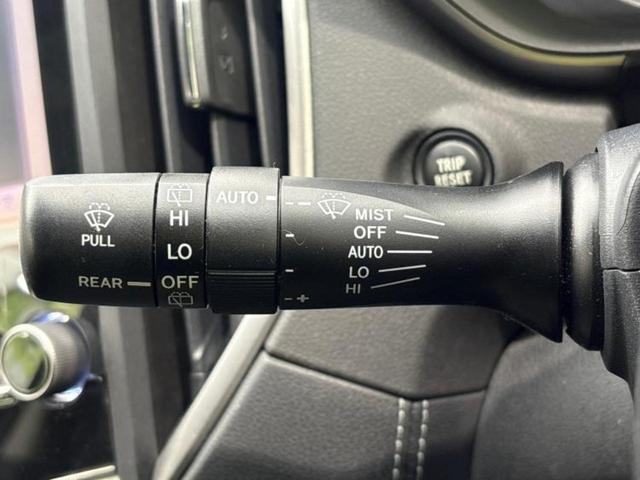 TRIP
RESET
PULL
REAR
HI
LO
OFF
AUTO
- +
MIST
OFF
AUTO
LO
HI